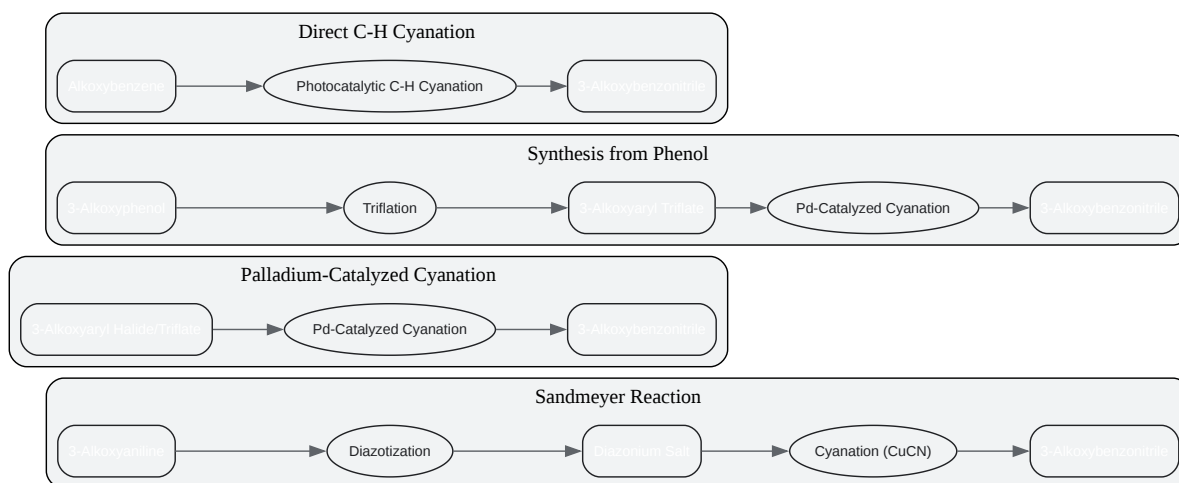 Direct C-H Cyanation
Alkoxybenzene
Photocatalytic C-H Cyanation
3-Alkoxybenzonitrile
Synthesis from Phenol
3-Alkoxyphenol
Triflation
3-Alkoxyaryl Triflate
Pd-Catalyzed Cyanation
3-Alkoxybenzonitrile
Palladium-Catalyzed Cyanation
3-Alkoxyaryl Halide/Triflate
Pd-Catalyzed Cyanation
3-Alkoxybenzonitrile
Sandmeyer Reaction
3-Alkoxyaniline
Diazotization
Diazonium Salt
Cyanation (CuCN)
3-Alkoxybenzonitrile